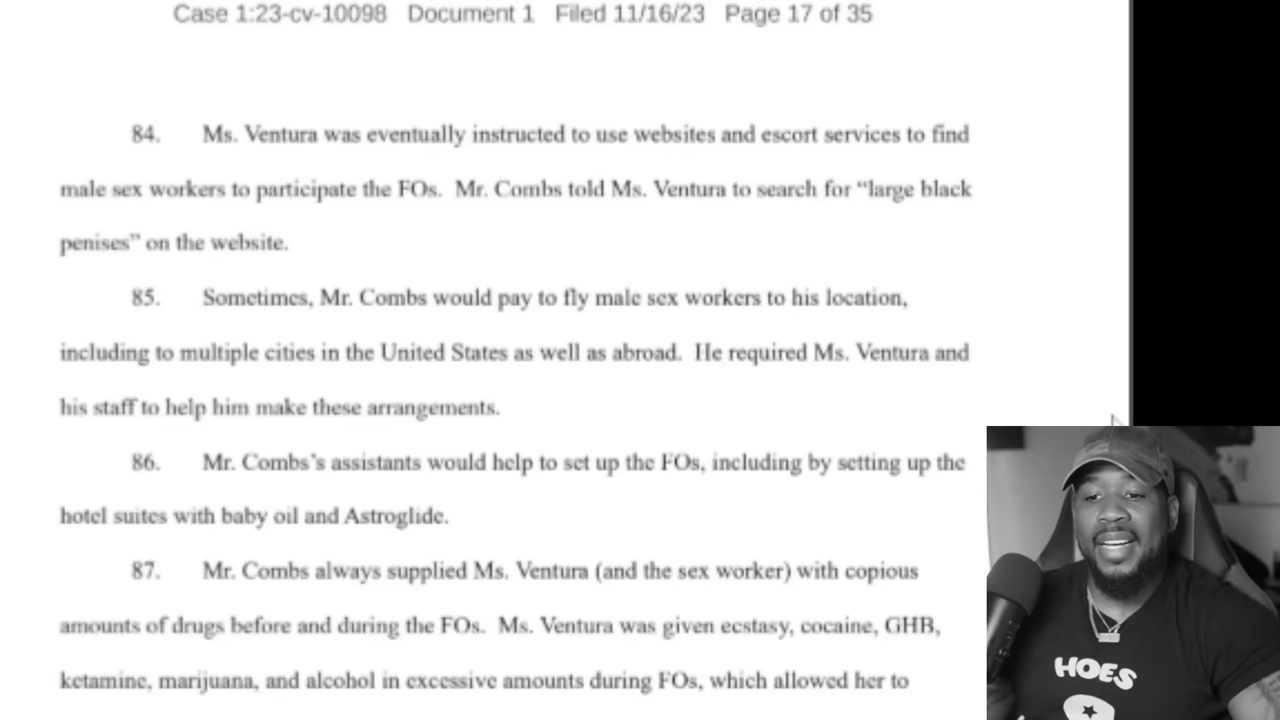 Case 1:23-cv-10098 Document 1 Filed 11/16/23 Page 17 of 35
84. Ms. Ventura was eventually instructed to use websites and escort services to find
male sex workers to participate the FOs. Mr. Combs told Ms. Ventura to search for “large black
penises” on the website.
85. Sometimes, Mr. Combs would pay to fly male sex workers to his location,
including to multiple cities in the United States as well as abroad. He required Ms. Ventura and
his staff to help him make these arrangements.
86. Mr. Combs’s assistants would help to set up the FOs, including by setting up the
hotel suites with baby oil and Astroglide.
87. Mr. Combs always supplied Ms. Ventura (and the sex worker) with copious
amounts of drugs before and during the FOs. Ms. Ventura was given ecstasy, cocaine, GHB,
ketamine, marijuana, and alcohol in excessive amounts during FOs, which allowed her to
HOES